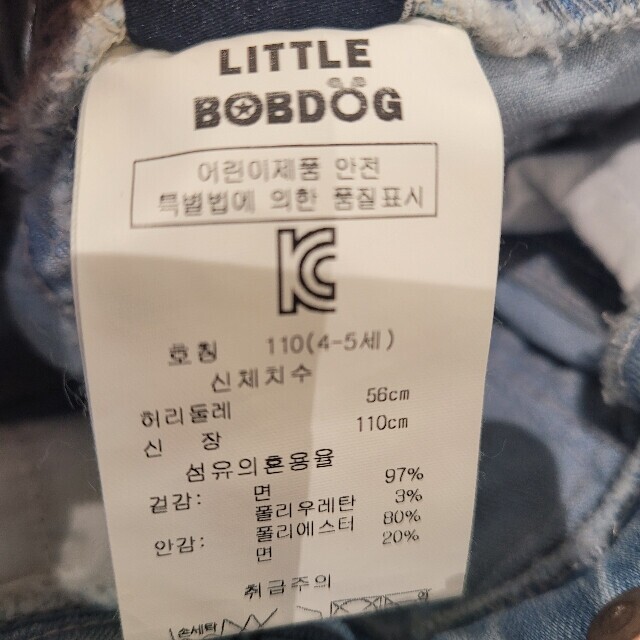 LITTLE
BOBDOG
어린이제품 안전
특별법에 의한 품질표시
KC
호칭 110(4-5세)
신체치수
허리둘레 56cm
신 장 110cm
섬유의혼용율
겉감: 면 97%
폴리우레탄 3%
안감: 폴리에스터 80%
면 20%
취급주의
손세탁